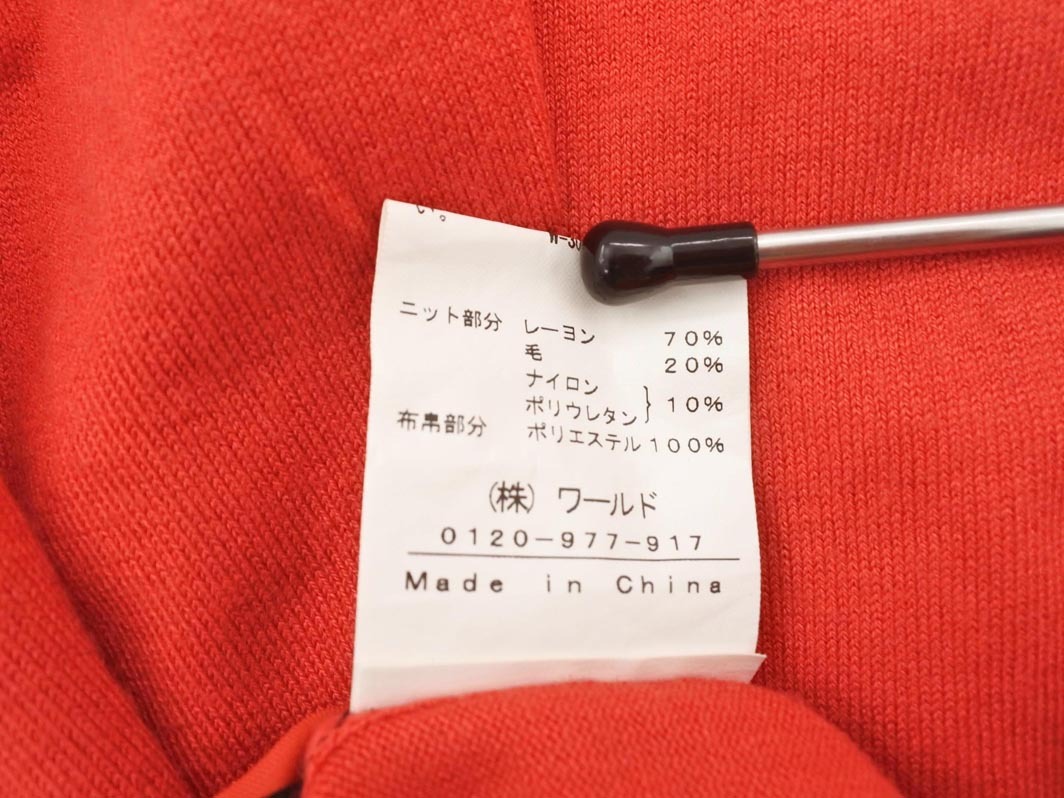 い。
W-30
ニット部分 レーヨン 70%
毛 20%
ナイロン
ポリウレタン } 10%
布帛部分 ポリエステル 100%
(株) ワールド
0120-977-917
Made in China